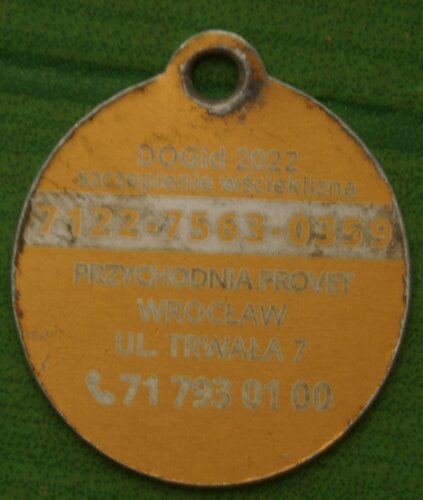 DOGid 2022
szczepienie wścieklizna
7122-7563-0359
PRZYCHODNIA PROVET
WROCŁAW
UL. TRWAŁA 7
71 793 01 00